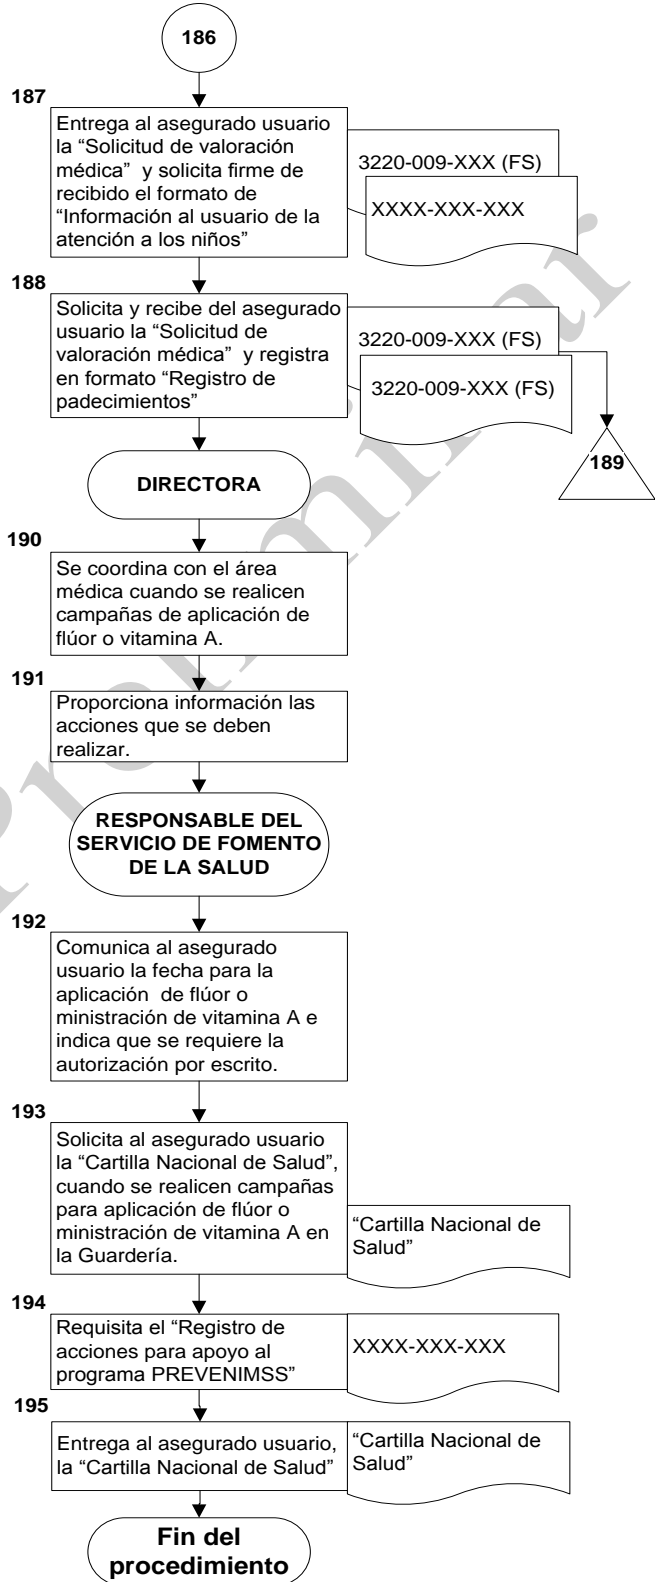 186
187
Entrega al asegurado usuario
la “Solicitud de valoración
médica” y solicita firme de
recibido el formato de
“Información al usuario de la
atención a los niños”
3220-009-XXX (FS)
XXXX-XXX-XXX
188
Solicita y recibe del asegurado
usuario la “Solicitud de
valoración médica” y registra
en formato “Registro de
padecimientos”
3220-009-XXX (FS)
3220-009-XXX (FS)
189
DIRECTORA
190
Se coordina con el área
médica cuando se realicen
campañas de aplicación de
flúor o vitamina A.
191
Proporciona información las
acciones que se deben
realizar.
RESPONSABLE DEL
SERVICIO DE FOMENTO
DE LA SALUD
192
Comunica al asegurado
usuario la fecha para la
aplicación de flúor o
ministración de vitamina A e
indica que se requiere la
autorización por escrito.
193
Solicita al asegurado usuario
la “Cartilla Nacional de Salud”,
cuando se realicen campañas
para aplicación de flúor o
ministración de vitamina A en
la Guardería.
“Cartilla Nacional de
Salud”
194
Requisita el “Registro de
acciones para apoyo al
programa PREVENIMSS”
XXXX-XXX-XXX
195
Entrega al asegurado usuario,
la “Cartilla Nacional de Salud”
“Cartilla Nacional de
Salud”
Fin del
procedimiento
Preliminar